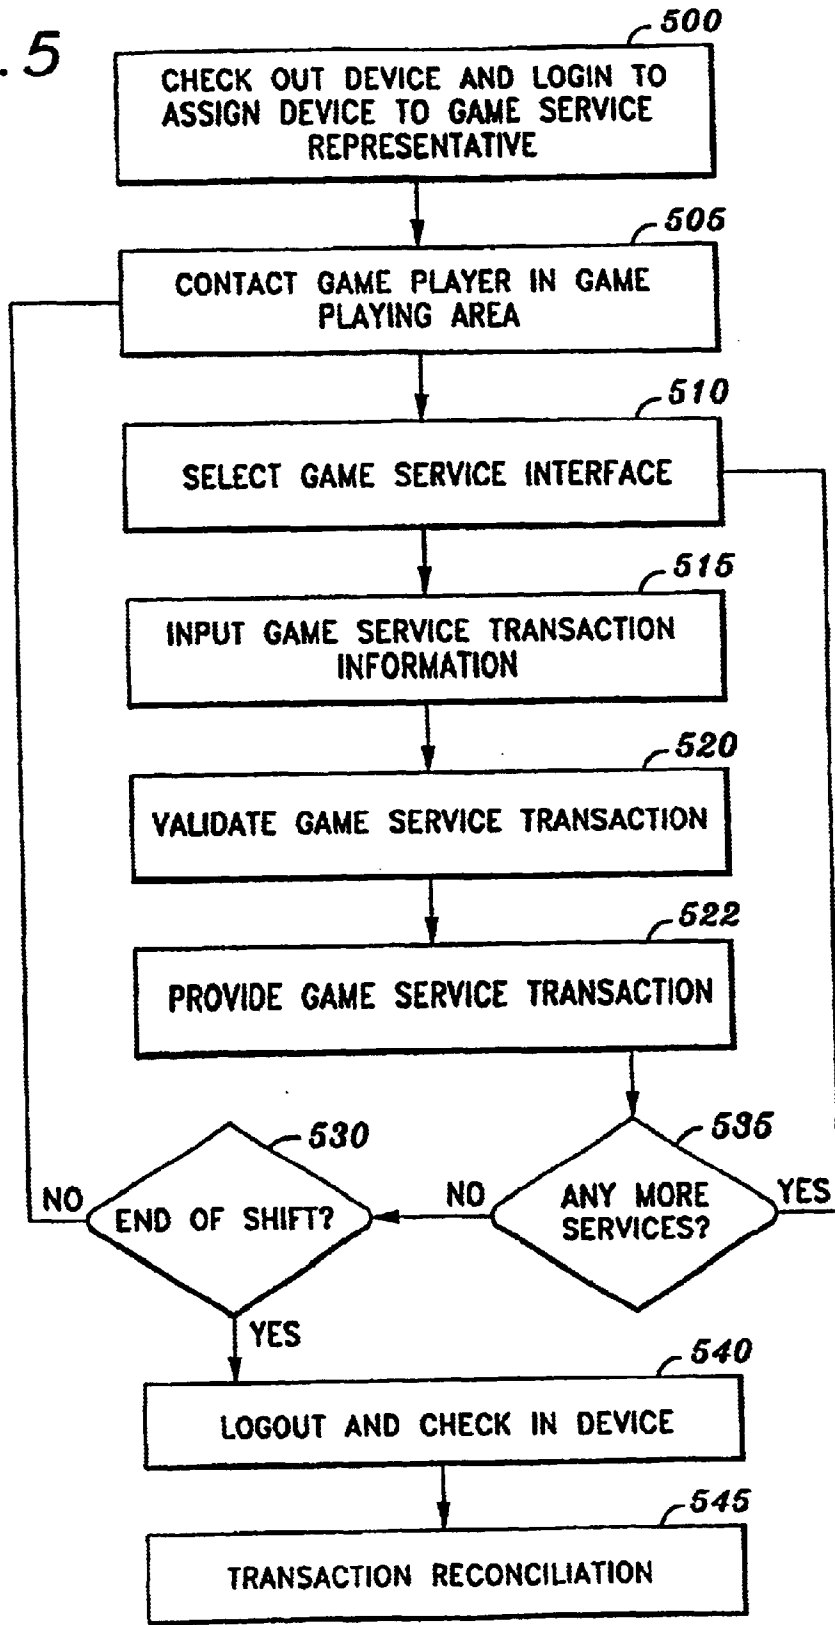 . 5
500
CHECK OUT DEVICE AND LOGIN TO
ASSIGN DEVICE TO GAME SERVICE
REPRESENTATIVE
505
CONTACT GAME PLAYER IN GAME
PLAYING AREA
510
SELECT GAME SERVICE INTERFACE
515
INPUT GAME SERVICE TRANSACTION
INFORMATION
520
VALIDATE GAME SERVICE TRANSACTION
522
PROVIDE GAME SERVICE TRANSACTION
530
535
NO
END OF SHIFT?
NO
ANY MORE
SERVICES?
YES
YES
540
LOGOUT AND CHECK IN DEVICE
545
TRANSACTION RECONCILIATION